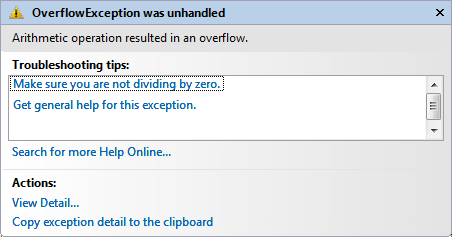 OverflowException was unhandled
Arithmetic operation resulted in an overflow.
Troubleshooting tips:
Make sure you are not dividing by zero.
Get general help for this exception.
Search for more Help Online...
Actions:
View Detail...
Copy exception detail to the clipboard